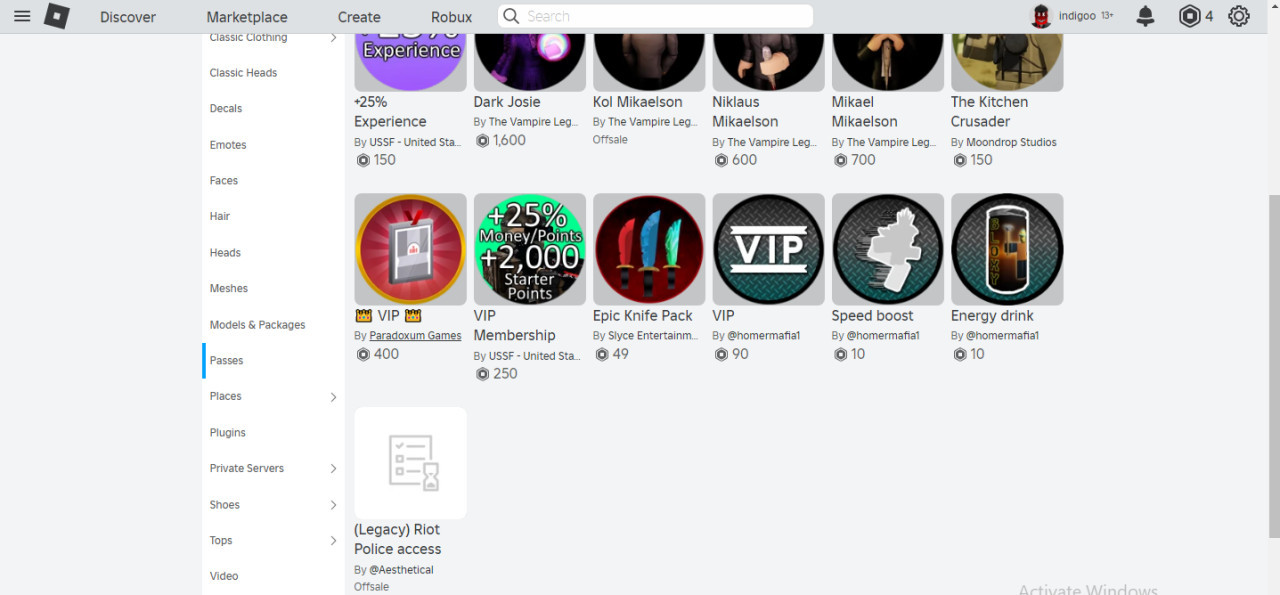 Discover
Marketplace
Create
Robux
Search
indigoo 13+
4
Classic Clothing
Classic Heads
Decals
Emotes
Faces
Hair
Heads
Meshes
Models & Packages
Passes
Places
Plugins
Private Servers
Shoes
Tops
Video
Experience
+25%
Experience
By USSF - United Sta...
150
Dark Josie
By The Vampire Leg...
1,600
Kol Mikaelson
By The Vampire Leg...
Offsale
Niklaus
Mikaelson
By The Vampire Leg...
600
Mikael
Mikaelson
By The Vampire Leg...
700
The Kitchen
Crusader
By Moondrop Studios
150
VIP
By Paradoxum Games
400
+25%
Money/Points
+2,000
Starter
Points
VIP
Membership
By USSF - United Sta...
250
Epic Knife Pack
By Slyce Entertainm...
49
VIP
VIP
By @homermafia1
90
Speed boost
By @homermafia1
10
Energy drink
By @homermafia1
10
(Legacy) Riot
Police access
By @Aesthetical
Offsale
Activate Windows